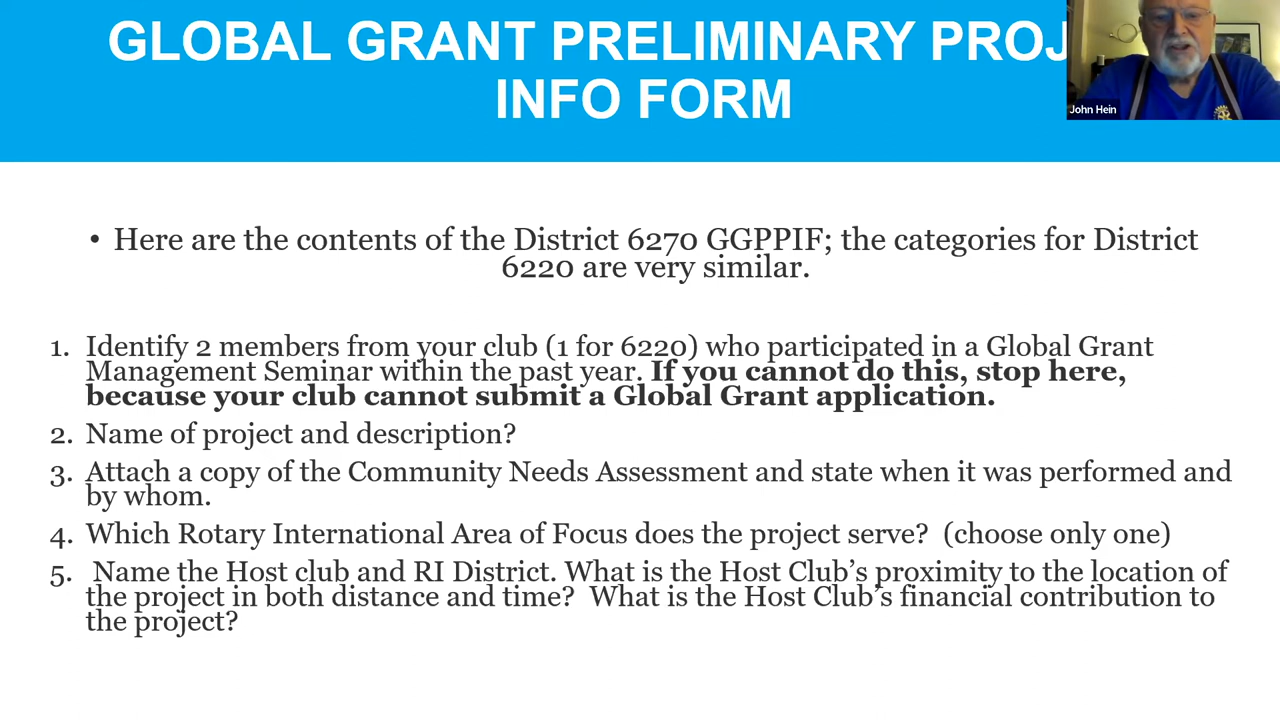 GLOBAL GRANT PRELIMINARY PROJ
INFO FORM
John Hein
• Here are the contents of the District 6270 GGPPIF; the categories for District
6220 are very similar.
1. Identify 2 members from your club (1 for 6220) who participated in a Global Grant
Management Seminar within the past year. If you cannot do this, stop here,
because your club cannot submit a Global Grant application.
2. Name of project and description?
3. Attach a copy of the Community Needs Assessment and state when it was performed and
by whom.
4. Which Rotary International Area of Focus does the project serve? (choose only one)
5. Name the Host club and RI District. What is the Host Club's proximity to the location of
the project in both distance and time? What is the Host Club's financial contribution to
the project?